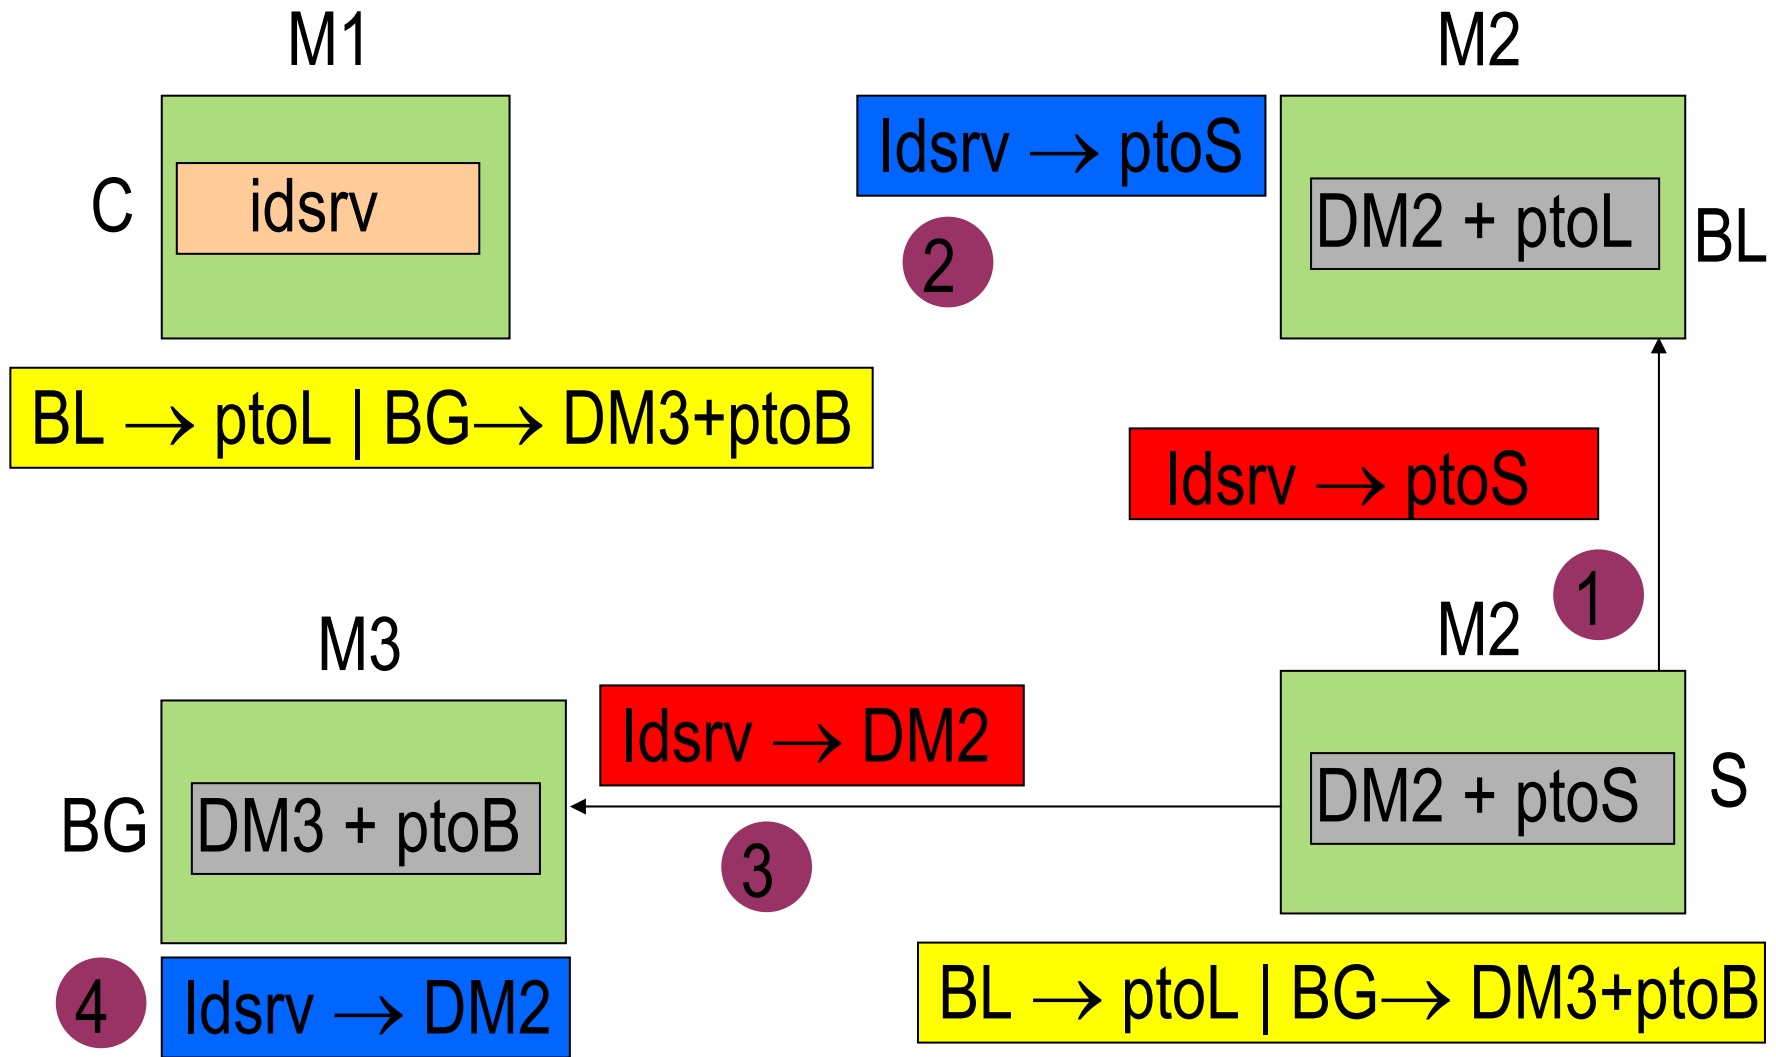 M1
M2
Idsrv → ptoS
C
idsrv
DM2 + ptoL
BL
2
BL → ptoL | BG→ DM3+ptoB
Idsrv → ptoS
1
M3
M2
Idsrv → DM2
BG
DM3 + ptoB
DM2 + ptoS
S
3
4
Idsrv → DM2
BL → ptoL | BG→ DM3+ptoB